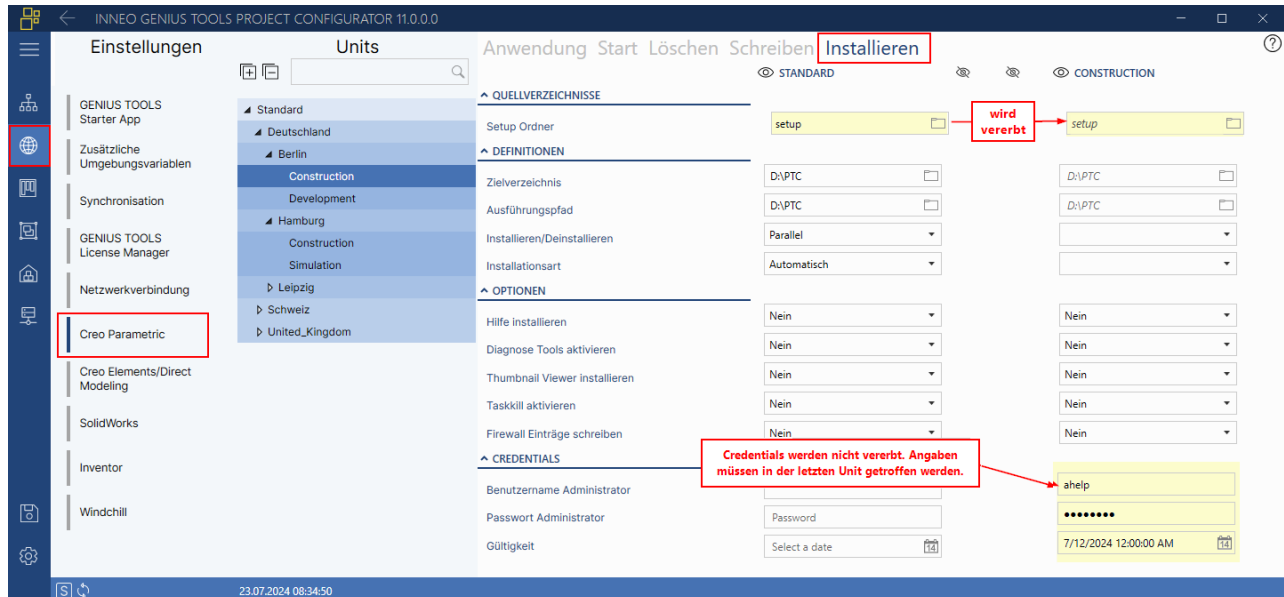 INNEO GENIUS TOOLS PROJECT CONFIGURATOR 11.0.0.0
Einstellungen
GENIUS TOOLS
Starter App
Zusätzliche
Umgebungsvariablen
Synchronisation
GENIUS TOOLS
License Manager
Netzwerkverbindung
Creo Parametric
Creo Elements/Direct
Modeling
SolidWorks
Inventor
Windchill
Units
Standard
Deutschland
Berlin
Construction
Development
Hamburg
Construction
Simulation
Leipzig
Schweiz
United_Kingdom
Anwendung Start Löschen Schreiben Installieren
STANDARD CONSTRUCTION
QUELLVERZEICHNISSE
Setup Ordner setup wird vererbt setup
DEFINITIONEN
Zielverzeichnis D:\PTC D:\PTC
Ausführungspfad D:\PTC D:\PTC
Installieren/Deinstallieren Parallel
Installationsart Automatisch
OPTIONEN
Hilfe installieren Nein Nein
Diagnose Tools aktivieren Nein Nein
Thumbnail Viewer installieren Nein Nein
Taskkill aktivieren Nein Nein
Firewall Einträge schreiben Nein Nein
CREDENTIALS
Credentials werden nicht vererbt. Angaben
müssen in der letzten Unit getroffen werden.
Benutzername Administrator ahelp
Passwort Administrator Password ••••••••
Gültigkeit Select a date 14 7/12/2024 12:00:00 AM 14
S 23.07.2024 08:34:50